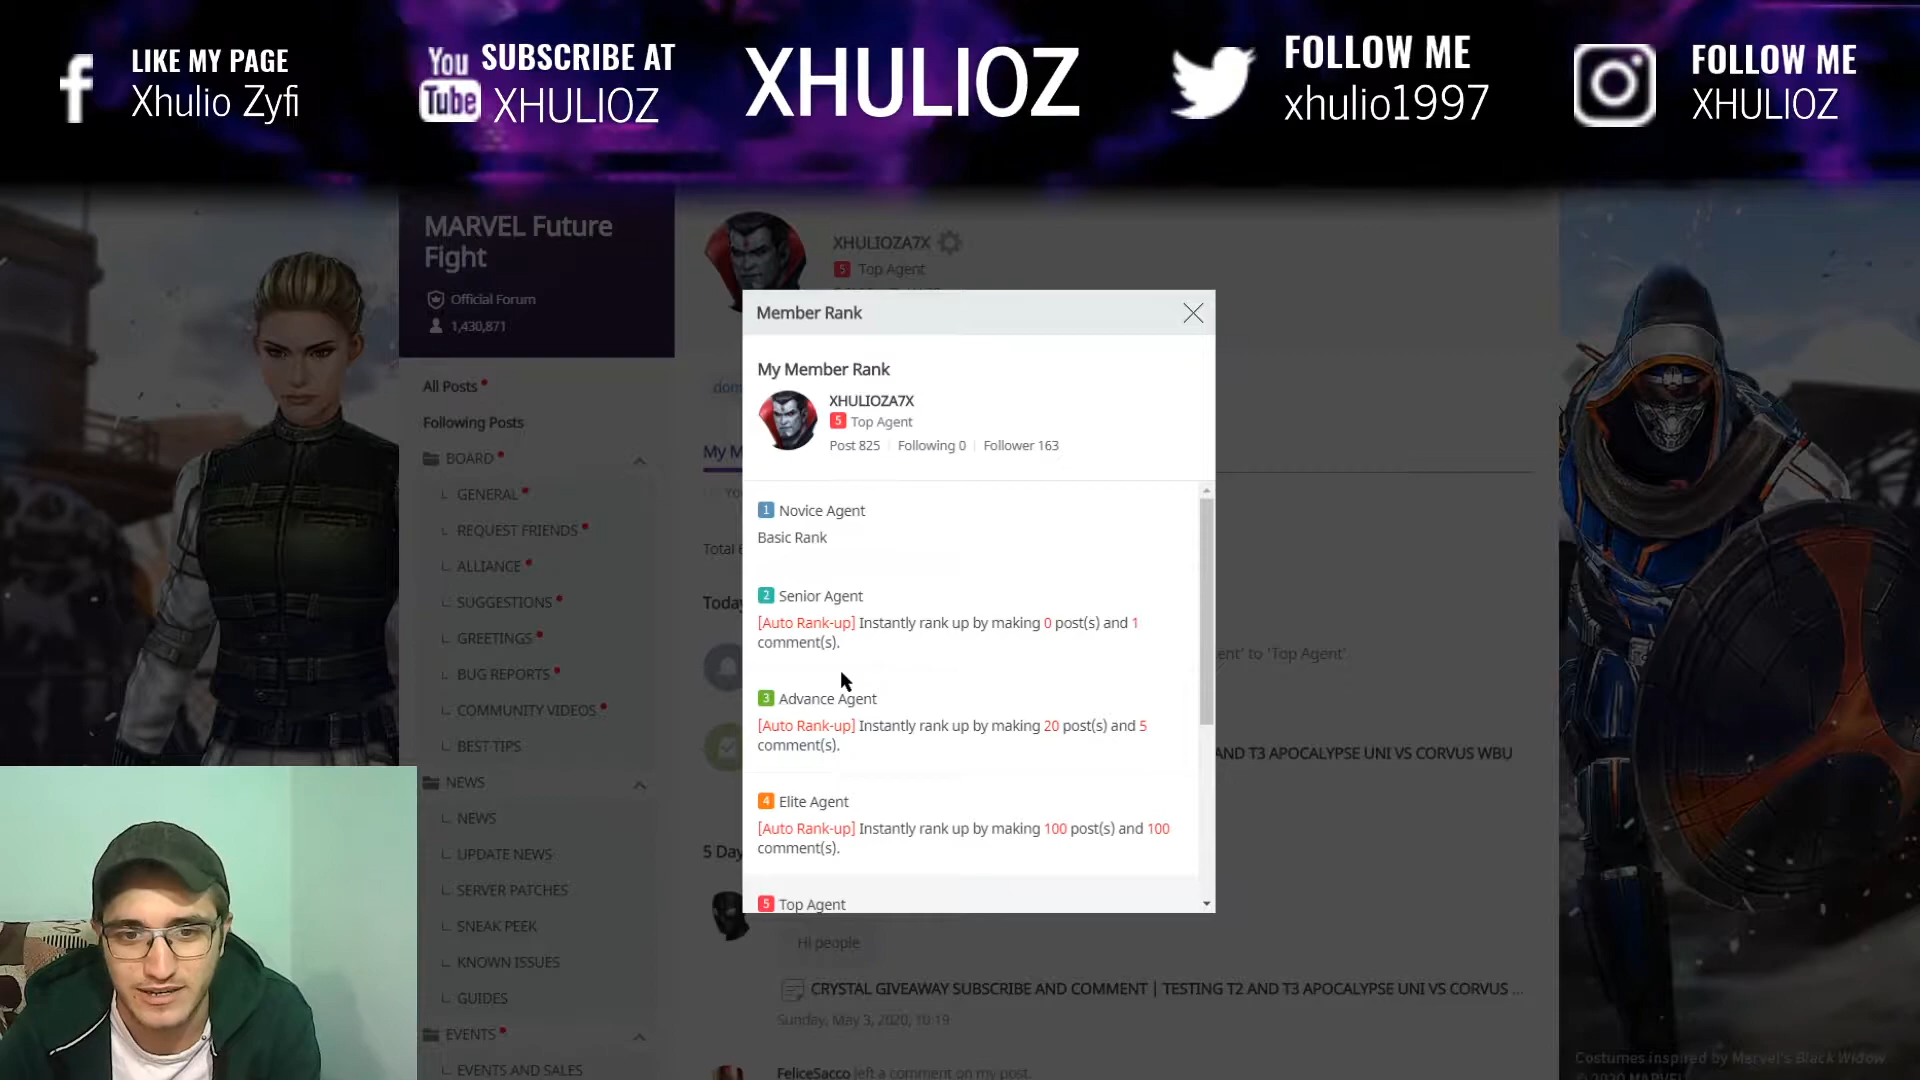 LIKE MY PAGE
Xhulio Zyfi
You
Tube
SUBSCRIBE AT
XHULIOZ
XHULIOZ
FOLLOW ME
xhulio1997
FOLLOW ME
XHULIOZ
MARVEL Future
Fight
Official Forum
1,430,871
All Posts
Following Posts
BOARD
GENERAL
REQUEST FRIENDS
ALLIANCE
SUGGESTIONS
GREETINGS
BUG REPORTS
COMMUNITY VIDEOS
BEST TIPS
NEWS
NEWS
UPDATE NEWS
SERVER PATCHES
SNEAK PEEK
KNOWN ISSUES
GUIDES
EVENTS
EVENTS AND SALES
XHULIOZA7X
5 Top Agent
Member Rank
My Member Rank
XHULIOZA7X
5 Top Agent
Post 825 Following 0 Follower 163
1 Novice Agent
Basic Rank
2 Senior Agent
[Auto Rank-up] Instantly rank up by making 0 post(s) and 1
comment(s).
3 Advance Agent
[Auto Rank-up] Instantly rank up by making 20 post(s) and 5
comment(s).
4 Elite Agent
[Auto Rank-up] Instantly rank up by making 100 post(s) and 100
comment(s).
5 Top Agent
My M
Total
Today
ent' to 'Top Agent'.
AND T3 APOCALYPSE UNI VS CORVUS WBU
5 Day
Hi people
CRYSTAL GIVEAWAY SUBSCRIBE AND COMMENT | TESTING T2 AND T3 APOCALYPSE UNI VS CORVUS ...
Sunday, May 3, 2020, 10:19
FeliceSacco left a comment on my post.
Costumes inspired by Marvel's Black Widow
© 2020 MARVEL